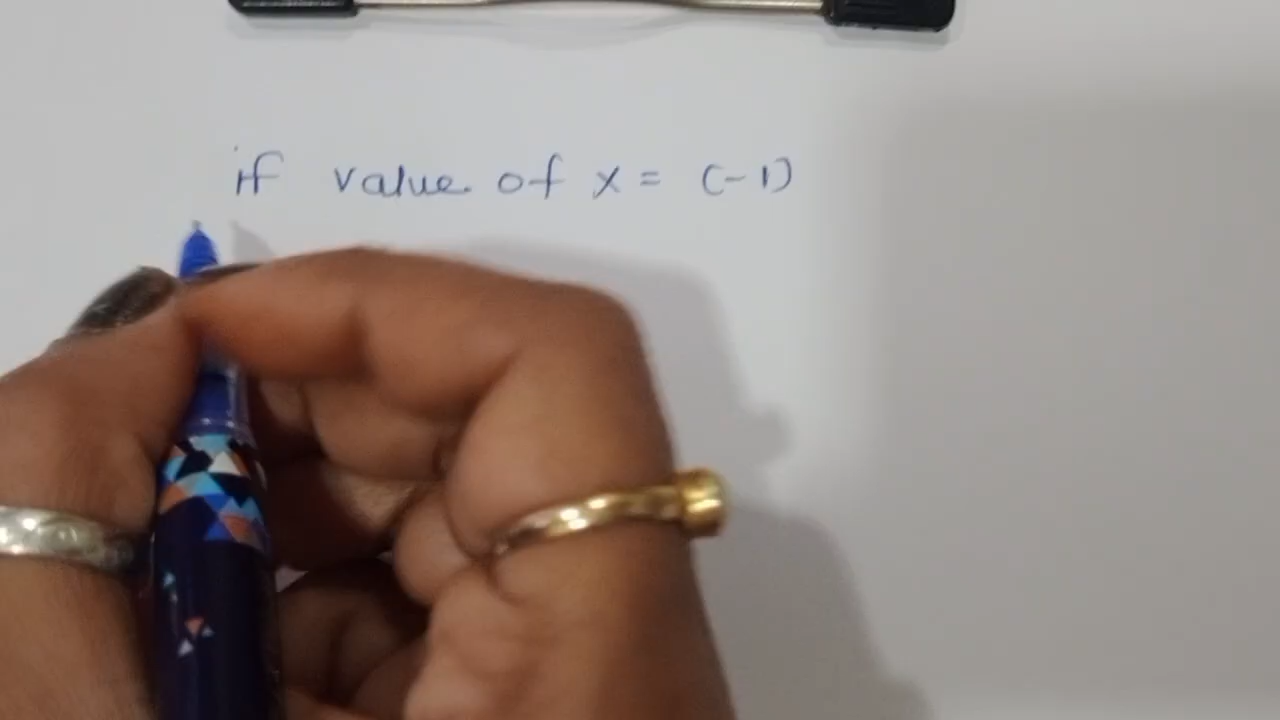 if value of x = (-1)